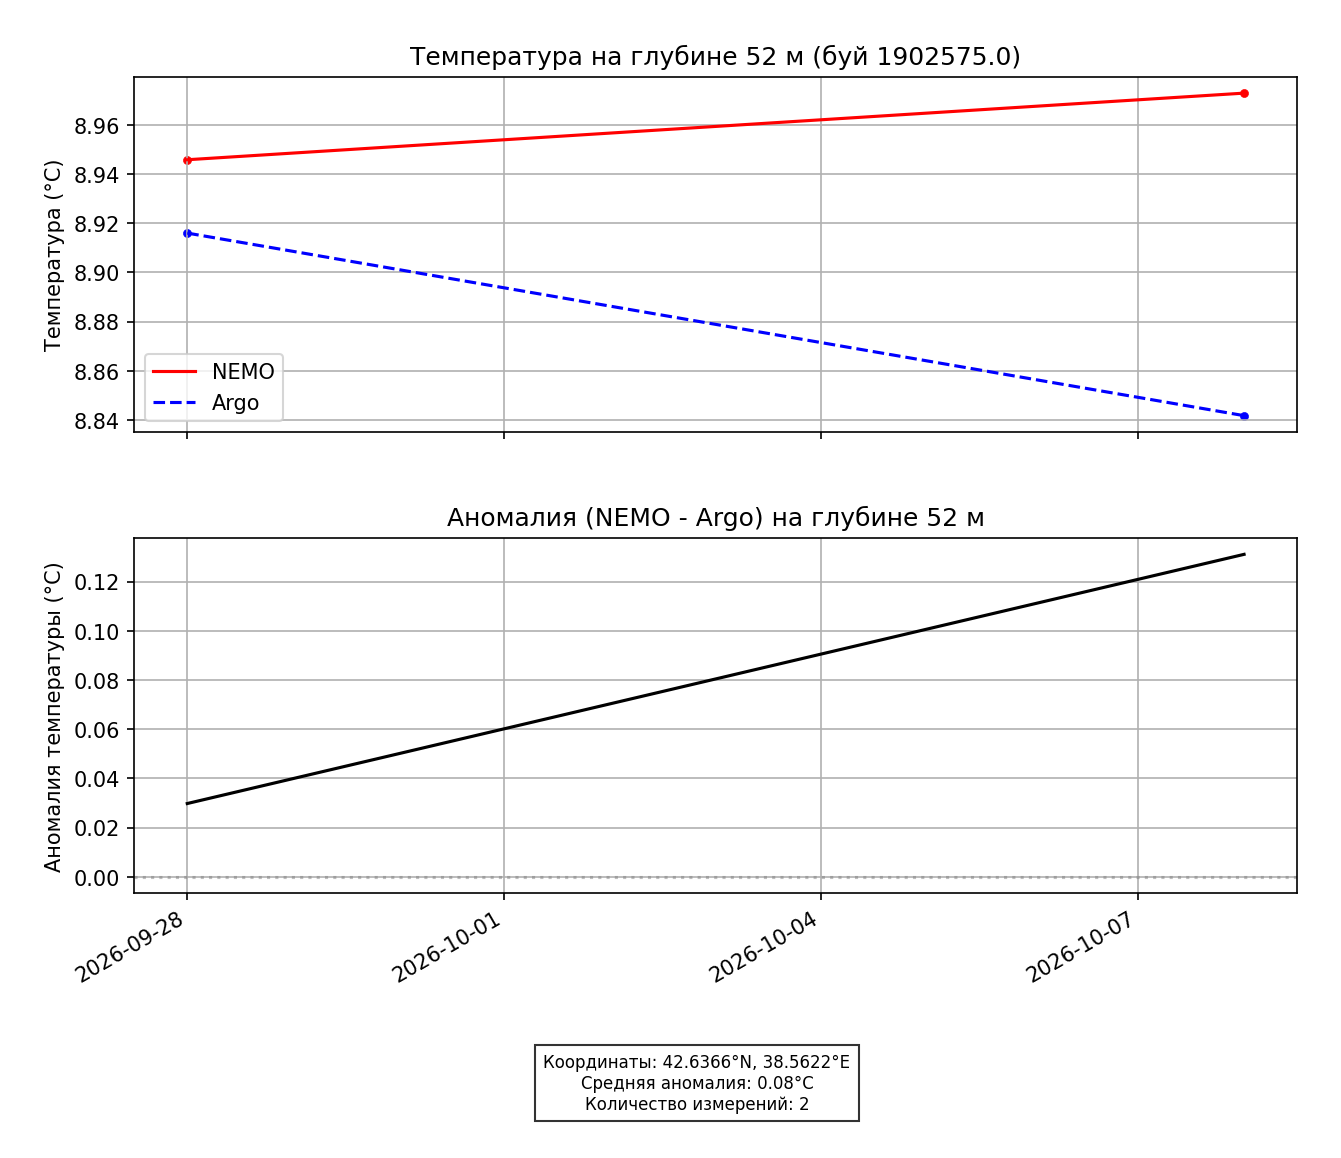 Температура на глубине 52 м (буй 1902575.0)
Температура (°C)
8.96
8.94
8.92
8.90
8.88
8.86
8.84
NEMO
Argo
Аномалия (NEMO - Argo) на глубине 52 м
Аномалия температуры (°C)
0.12
0.10
0.08
0.06
0.04
0.02
0.00
2026-09-28
2026-10-01
2026-10-04
2026-10-07
Координаты: 42.6366°N, 38.5622°E
Средняя аномалия: 0.08°C
Количество измерений: 2